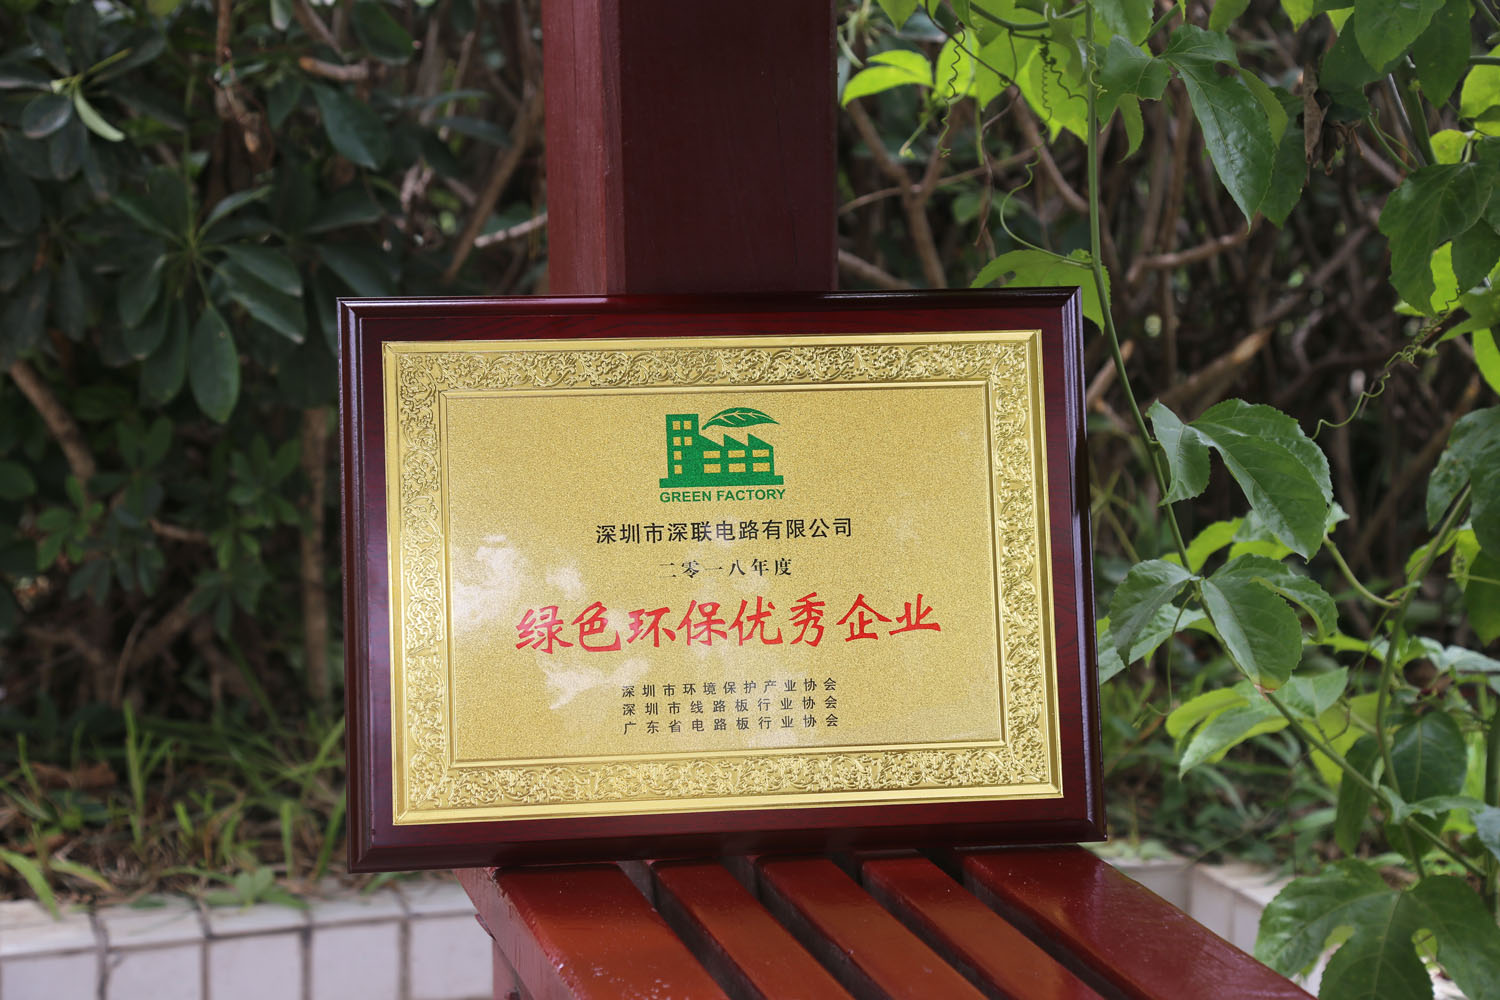 GREEN FACTORY
深圳市深联电路有限公司
二零一八年度
绿色环保优秀企业
深圳市环境保护产业协会
深圳市线路板行业协会
广东省电路板行业协会